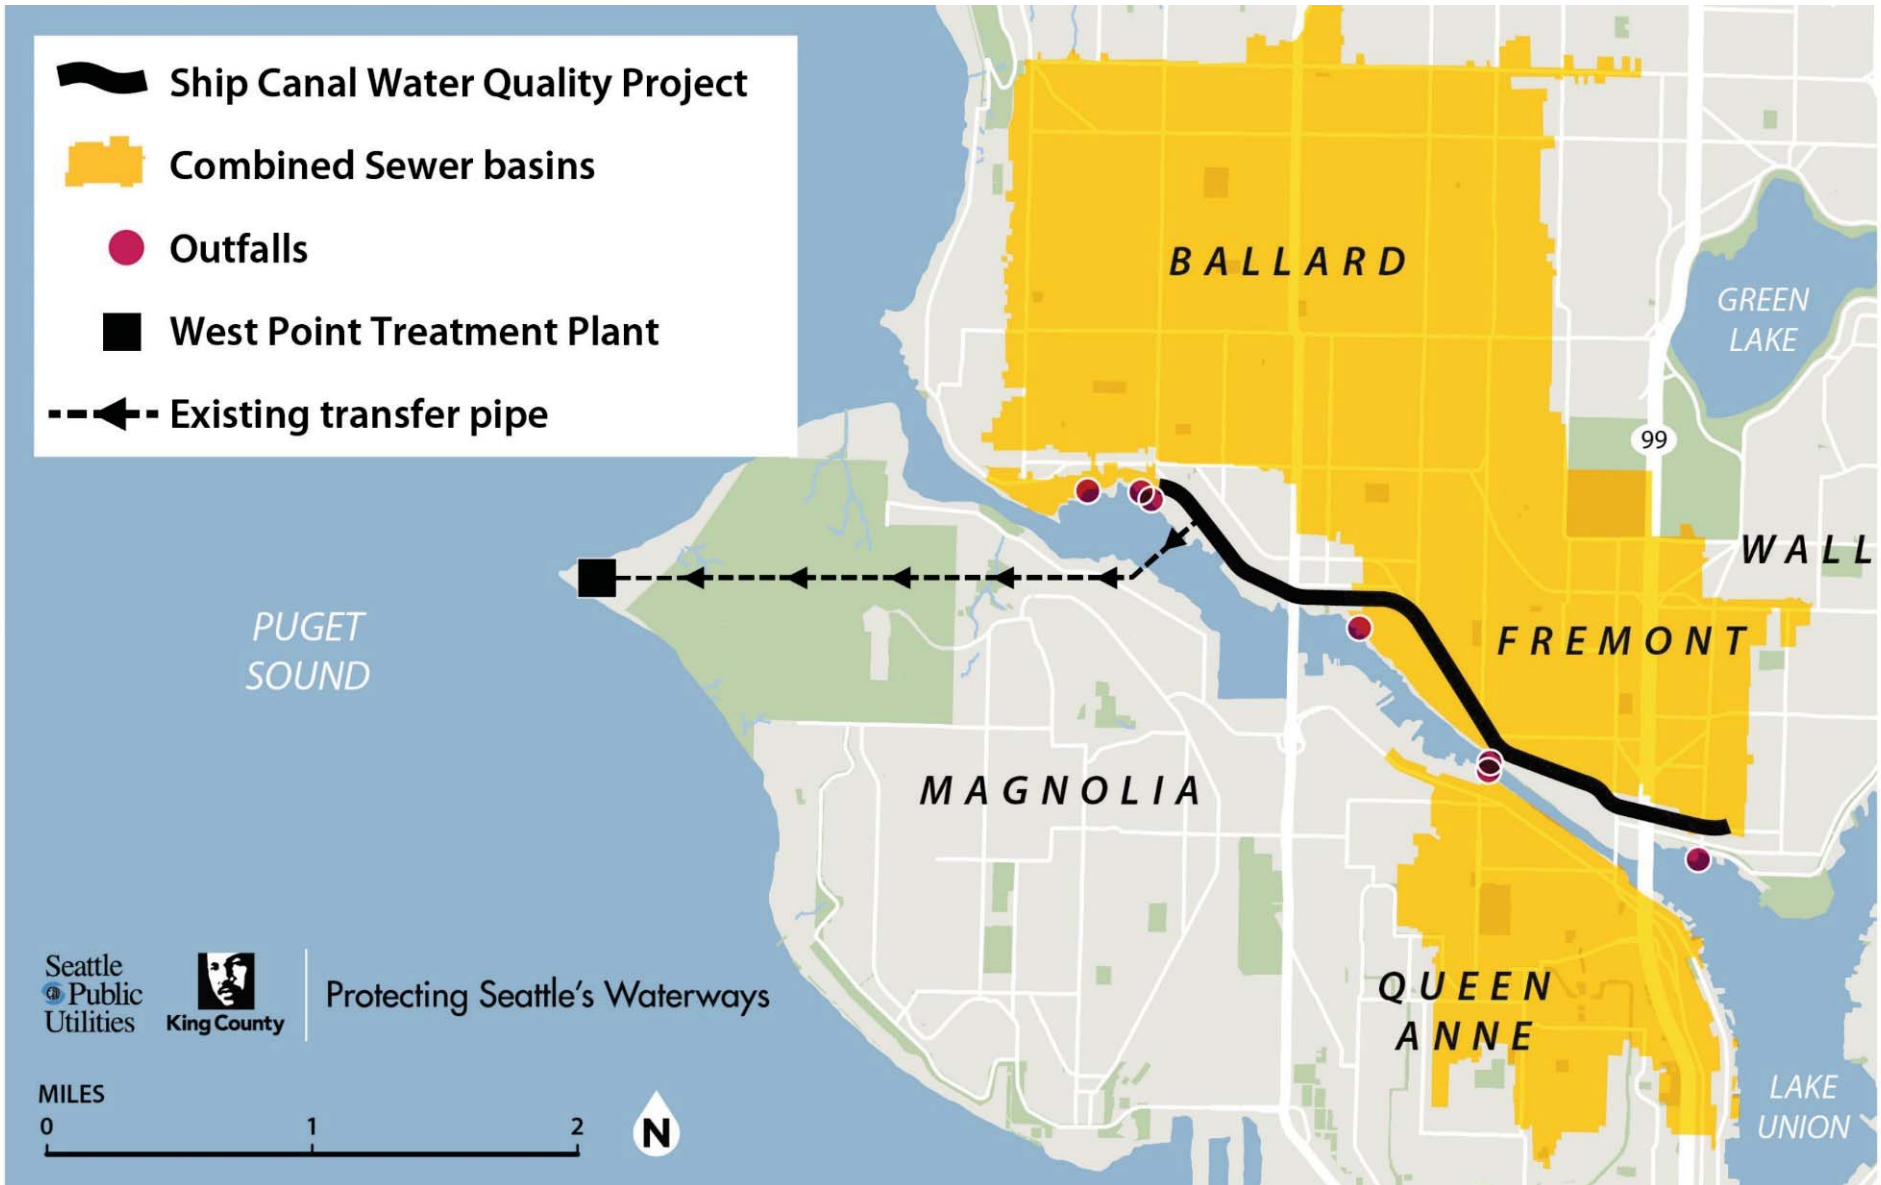 Ship Canal Water Quality Project
Combined Sewer basins
Outfalls
West Point Treatment Plant
Existing transfer pipe
BALLARD
GREEN
LAKE
99
WALL
FREMONT
PUGET
SOUND
MAGNOLIA
QUEEN
ANNE
LAKE
UNION
Seattle
Public
Utilities
King County
Protecting Seattle's Waterways
MILES
0 1 2
N